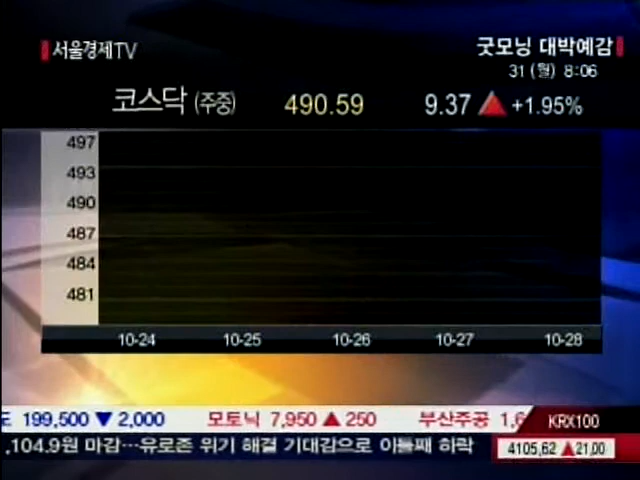 서울경제TV
굿모닝 대박예감
31 (월) 8:06
코스닥 (주중) 490.59 9.37 ▲ +1.95%
497
493
490
487
484
481
10-24 10-25 10-26 10-27 10-28
199,500 ▼ 2,000 모토닉 7,950 ▲ 250 부산주공 KRX100
,104.9원 마감···유로존 위기 해결 기대감으로 이틀째 하락 4105,62 ▲21,00